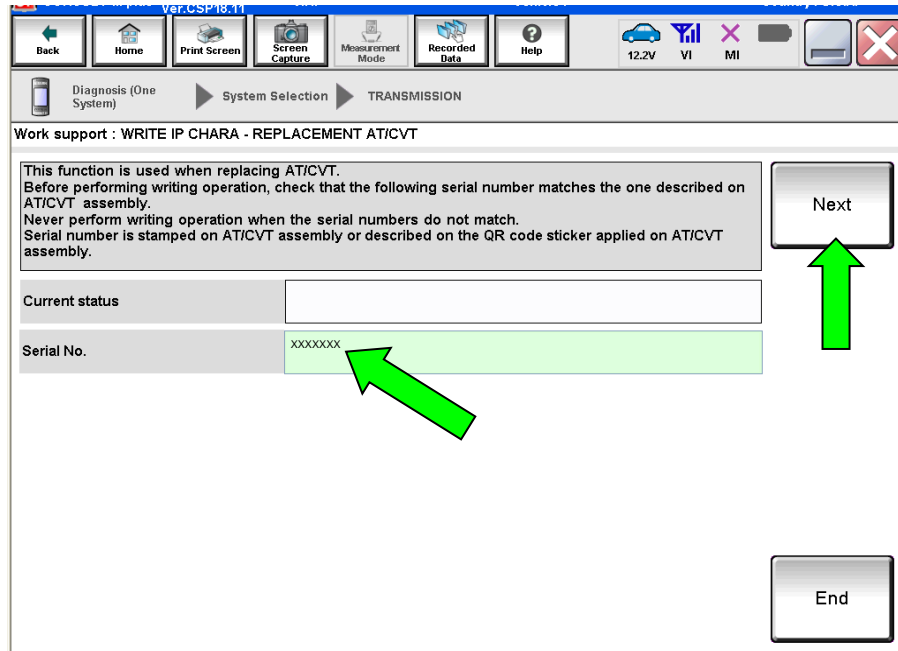 Ver.CSP18.11
Back
Home
Print Screen
Screen
Capture
Measurement
Mode
Recorded
Data
Help
12.2V
VI
MI
Diagnosis (One
System)
System Selection
TRANSMISSION
Work support : WRITE IP CHARA - REPLACEMENT AT/CVT
This function is used when replacing AT/CVT.
Before performing writing operation, check that the following serial number matches the one described on
AT/CVT assembly.
Never perform writing operation when the serial numbers do not match.
Serial number is stamped on AT/CVT assembly or described on the QR code sticker applied on AT/CVT
assembly.
Next
Current status
Serial No.
xxxxxxx
End